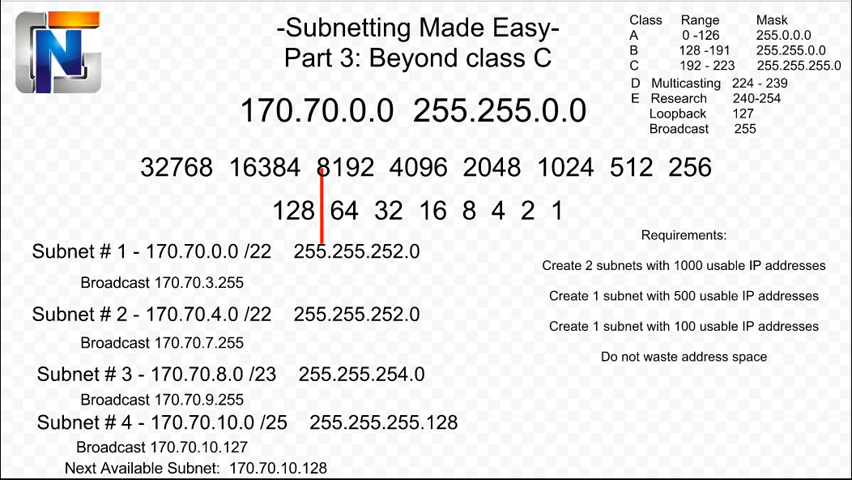 N
-Subnetting Made Easy-
Part 3: Beyond class C
170.70.0.0 255.255.0.0
Class Range Mask
A 0 -126 255.0.0.0
B 128 -191 255.255.0.0
C 192 - 223 255.255.255.0
D Multicasting 224 - 239
E Research 240-254
Loopback 127
Broadcast 255
32768 16384 8192 4096 2048 1024 512 256
128 64 32 16 8 4 2 1
Subnet # 1 - 170.70.0.0 /22 255.255.252.0
Broadcast 170.70.3.255
Subnet # 2 - 170.70.4.0 /22 255.255.252.0
Broadcast 170.70.7.255
Subnet # 3 - 170.70.8.0 /23 255.255.254.0
Broadcast 170.70.9.255
Subnet # 4 - 170.70.10.0 /25 255.255.255.128
Broadcast 170.70.10.127
Next Available Subnet: 170.70.10.128
Requirements:
Create 2 subnets with 1000 usable IP addresses
Create 1 subnet with 500 usable IP addresses
Create 1 subnet with 100 usable IP addresses
Do not waste address space